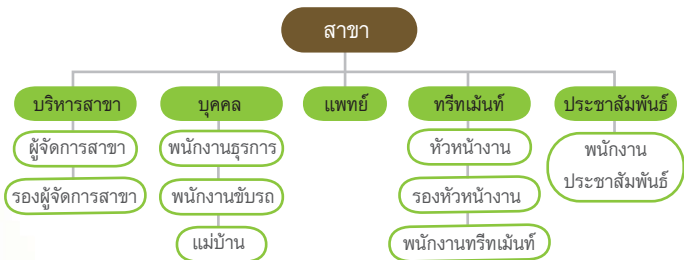 สาขา
บริหารสาขา
บุคคล
แพทย์
ทรีทเม้นท์
ประชาสัมพันธ์
ผู้จัดการสาขา
พนักงานธุรการ
หัวหน้างาน
พนักงาน
ประชาสัมพันธ์
รองผู้จัดการสาขา
พนักงานขับรถ
รองหัวหน้างาน
แม่บ้าน
พนักงานทรีทเม้นท์